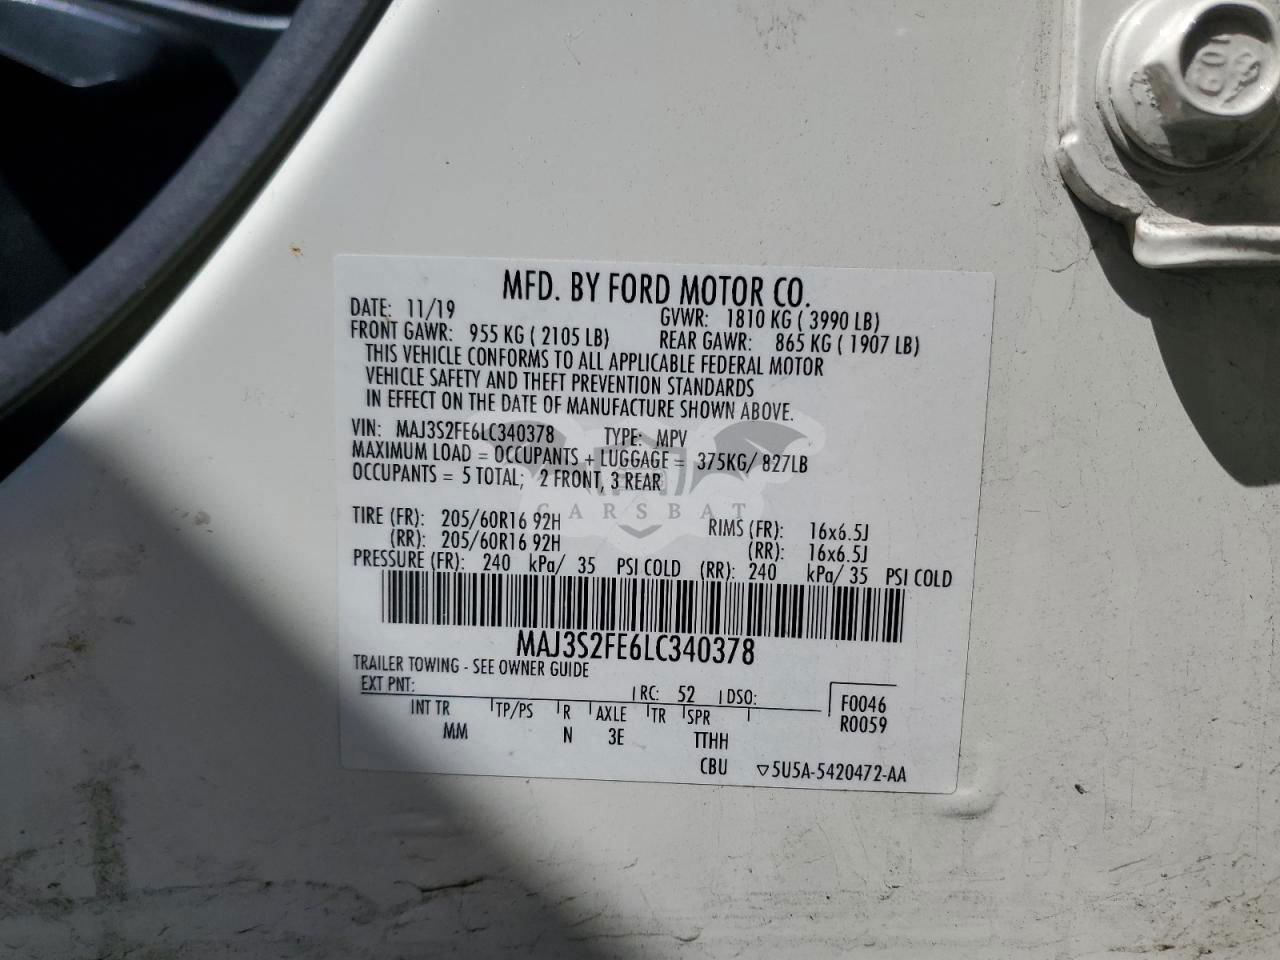 MFD. BY FORD MOTOR CO.
DATE: 11/19 GVWR: 1810 KG ( 3990 LB)
FRONT GAWR: 955 KG ( 2105 LB) REAR GAWR: 865 KG ( 1907 LB)
THIS VEHICLE CONFORMS TO ALL APPLICABLE FEDERAL MOTOR
VEHICLE SAFETY AND THEFT PREVENTION STANDARDS
IN EFFECT ON THE DATE OF MANUFACTURE SHOWN ABOVE.
VIN: MAJ3S2FE6LC340378 TYPE: MPV
MAXIMUM LOAD = OCCUPANTS + LUGGAGE = 375KG/ 827LB
OCCUPANTS = 5 TOTAL; 2 FRONT, 3 REAR
CARSBAT
TIRE (FR): 205/60R16 92H RIMS (FR): 16x6.5J
(RR): 205/60R16 92H (RR): 16x6.5J
PRESSURE (FR): 240 kPa/ 35 PSI COLD (RR): 240 kPa/ 35 PSI COLD
MAJ3S2FE6LC340378
TRAILER TOWING - SEE OWNER GUIDE
EXT PNT: RC: 52 DSO: F0046
INT TR TP/PS R AXLE TR SPR R0059
MM N 3E TTHH
CBU ▽5U5A-5420472-AA